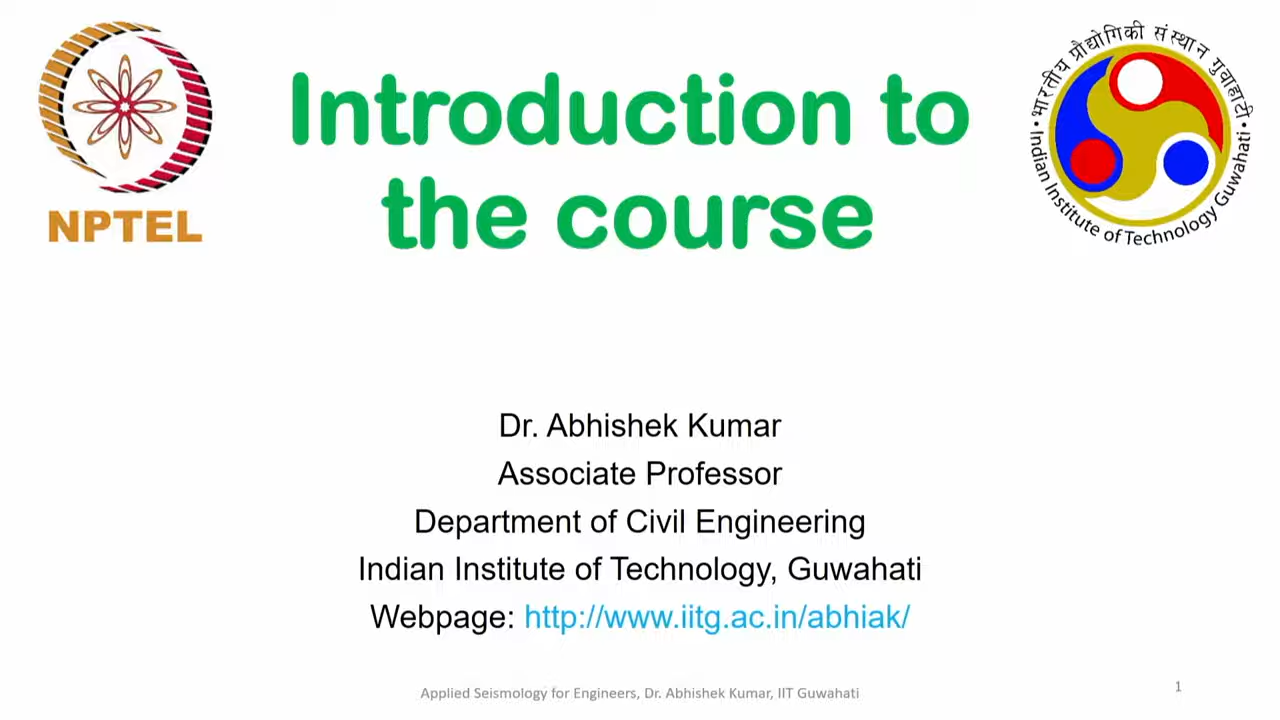 NPTEL
Introduction to
the course
भारतीय प्रौद्योगिकी संस्थान गुवाहाटी
Indian Institute of Technology Guwahati
Dr. Abhishek Kumar
Associate Professor
Department of Civil Engineering
Indian Institute of Technology, Guwahati
Webpage: http://www.iitg.ac.in/abhiak/
Applied Seismology for Engineers, Dr. Abhishek Kumar, IIT Guwahati
1